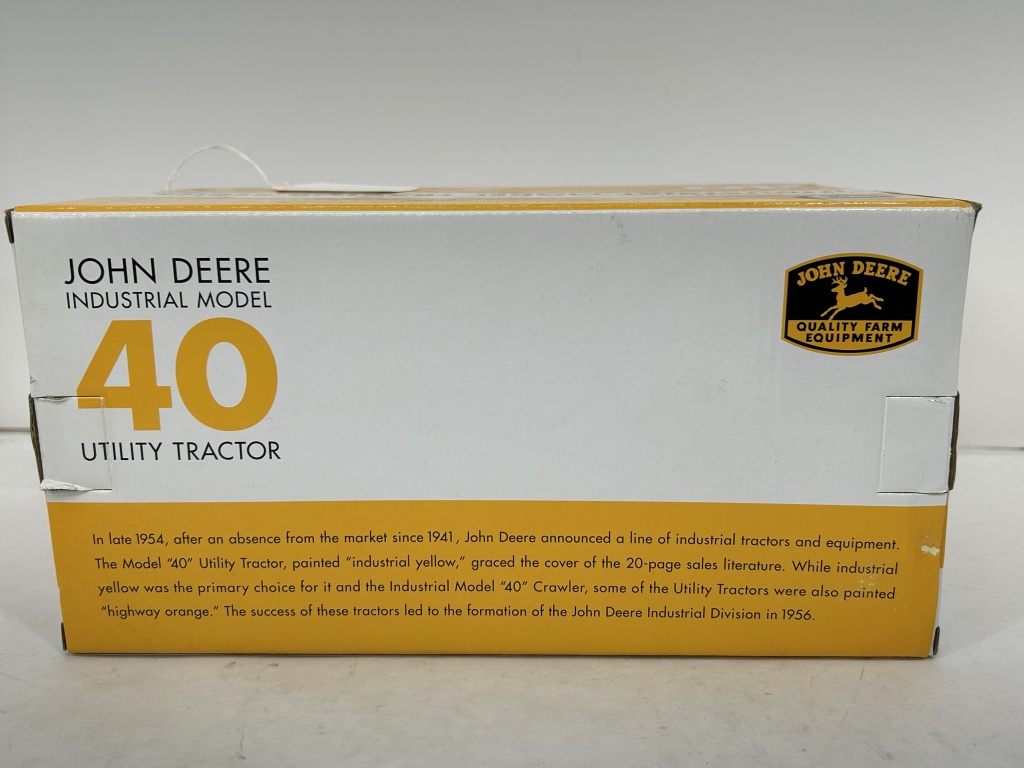 JOHN DEERE
INDUSTRIAL MODEL
40
UTILITY TRACTOR
JOHN DEERE
QUALITY FARM
EQUIPMENT
In late 1954, after an absence from the market since 1941, John Deere announced a line of industrial tractors and equipment.
The Model "40" Utility Tractor, painted "industrial yellow," graced the cover of the 20-page sales literature. While industrial
yellow was the primary choice for it and the Industrial Model "40" Crawler, some of the Utility Tractors were also painted
"highway orange." The success of these tractors led to the formation of the John Deere Industrial Division in 1956.